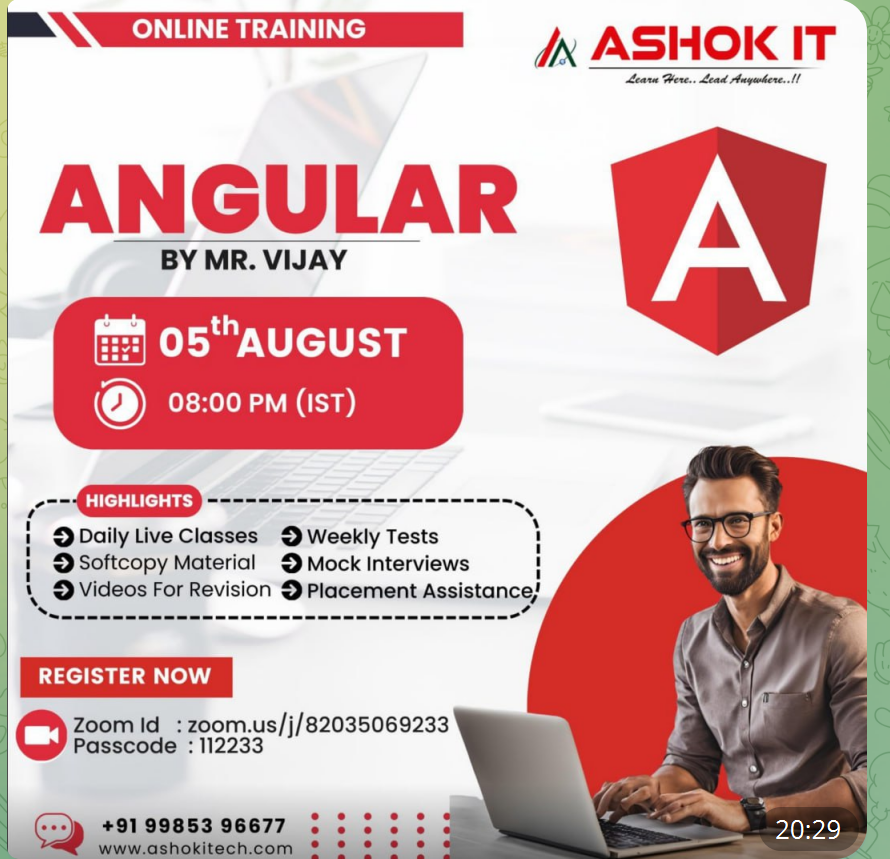 ONLINE TRAINING
ASHOK IT
Learn Here.. Lead Anywhere..!!
ANGULAR
BY MR. VIJAY
A
05th AUGUST
08:00 PM (IST)
HIGHLIGHTS
Daily Live Classes
Softcopy Material
Videos For Revision
Weekly Tests
Mock Interviews
Placement Assistance
REGISTER NOW
Zoom Id : zoom.us/j/82035069233
Passcode : 112233
+91 99853 96677
www.ashokitech.com
20:29